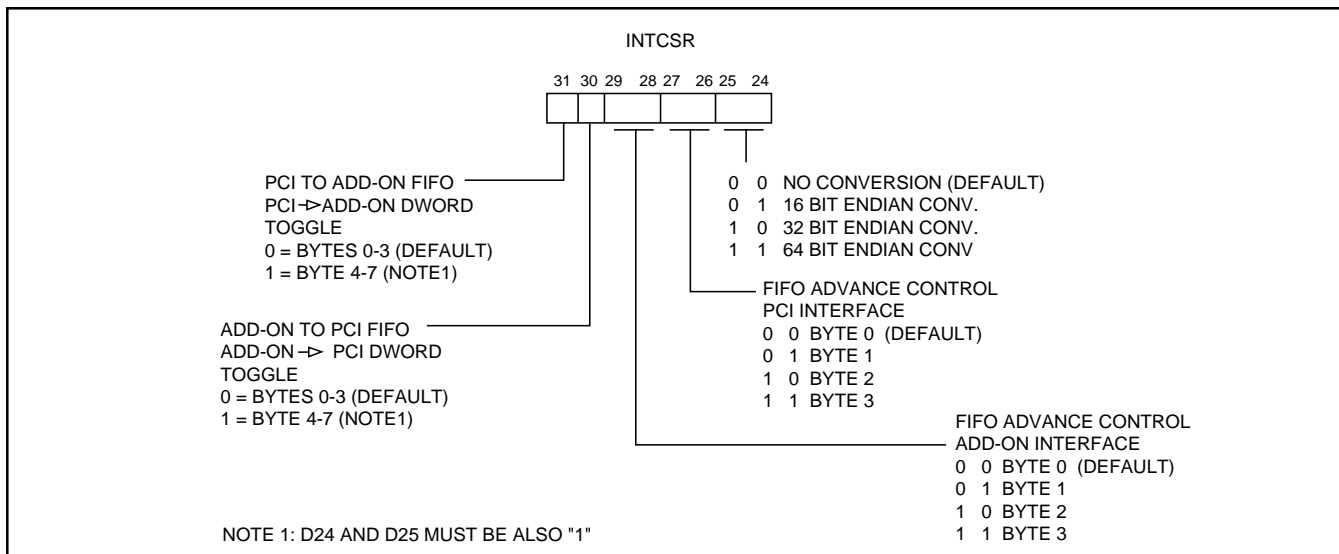 INTCSR
31 30 29 28 27 26 25 24
PCI TO ADD-ON FIFO
PCI -▷ ADD-ON DWORD
TOGGLE
0 = BYTES 0-3 (DEFAULT)
1 = BYTE 4-7 (NOTE1)
0 0 NO CONVERSION (DEFAULT)
0 1 16 BIT ENDIAN CONV.
1 0 32 BIT ENDIAN CONV.
1 1 64 BIT ENDIAN CONV
FIFO ADVANCE CONTROL
PCI INTERFACE
0 0 BYTE 0 (DEFAULT)
0 1 BYTE 1
1 0 BYTE 2
1 1 BYTE 3
ADD-ON TO PCI FIFO
ADD-ON -▷ PCI DWORD
TOGGLE
0 = BYTES 0-3 (DEFAULT)
1 = BYTE 4-7 (NOTE1)
FIFO ADVANCE CONTROL
ADD-ON INTERFACE
0 0 BYTE 0 (DEFAULT)
0 1 BYTE 1
1 0 BYTE 2
1 1 BYTE 3
NOTE 1: D24 AND D25 MUST BE ALSO "1"